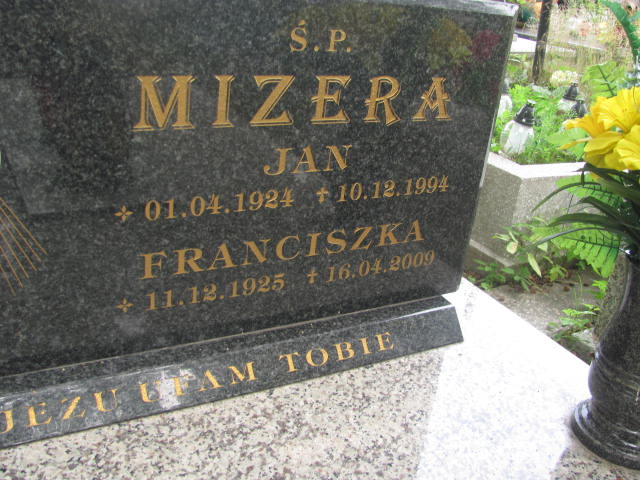 Ś.P.
MIZERA
JAN
01.04.1924 + 10.12.1994
FRANCISZKA
11.12.1925 + 16.04.2009
JEZU UFAM TOBIE